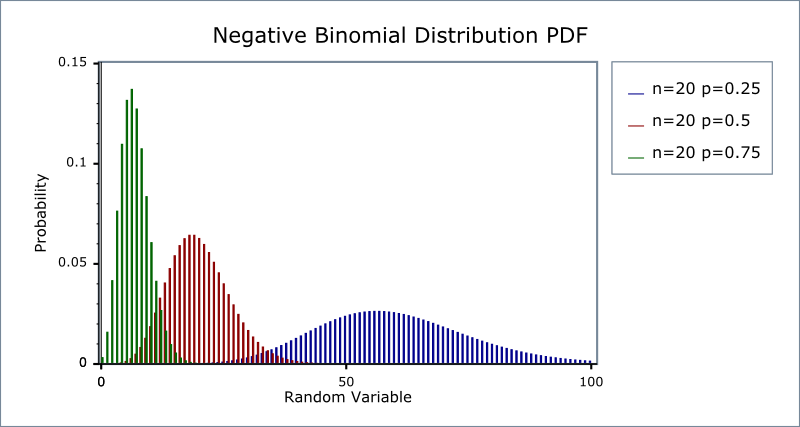 Negative Binomial Distribution PDF
0.15
0.1
0.05
0
Probability
0
0
50
100
Random Variable
n=20 p=0.25
n=20 p=0.5
n=20 p=0.75